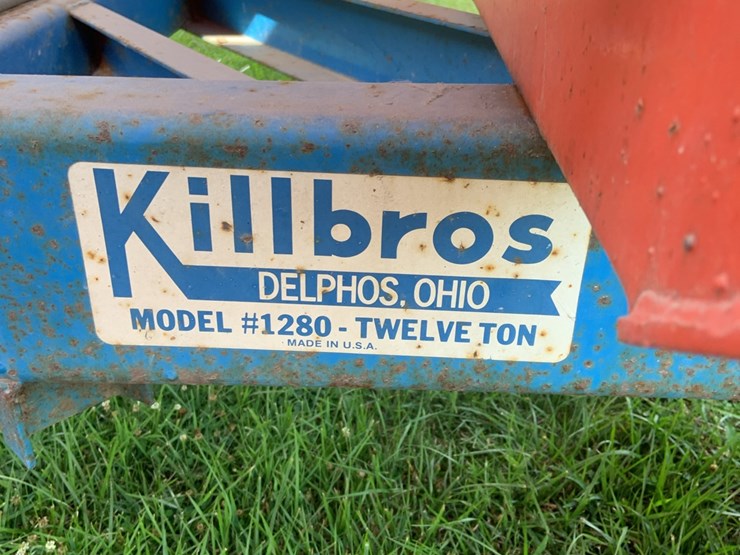 Killbros
DELPHOS, OHIO
MODEL #1280 - TWELVE TON
MADE IN U.S.A.